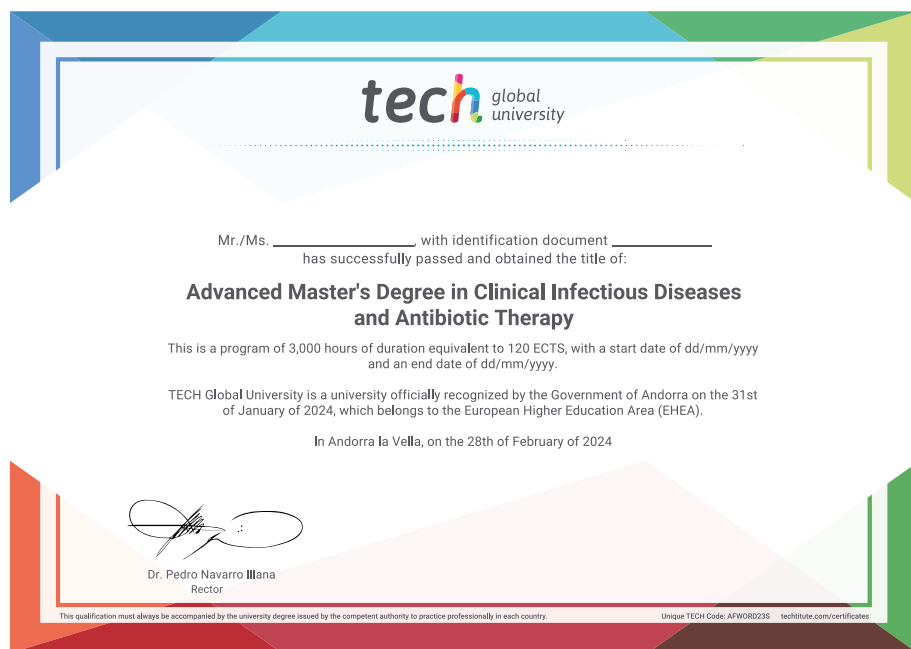 tech global university
Mr./Ms. ____________, with identification document ____________
has successfully passed and obtained the title of:
Advanced Master's Degree in Clinical Infectious Diseases
and Antibiotic Therapy
This is a program of 3,000 hours of duration equivalent to 120 ECTS, with a start date of dd/mm/yyyy
and an end date of dd/mm/yyyy.
TECH Global University is a university officially recognized by the Government of Andorra on the 31st
of January of 2024, which belongs to the European Higher Education Area (EHEA).
In Andorra la Vella, on the 28th of February of 2024
Dr. Pedro Navarro Illana
Rector
This qualification must always be accompanied by the university degree issued by the competent authority to practice professionally in each country.
Unique TECH Code: AFWORD23S techtitute.com/certificates